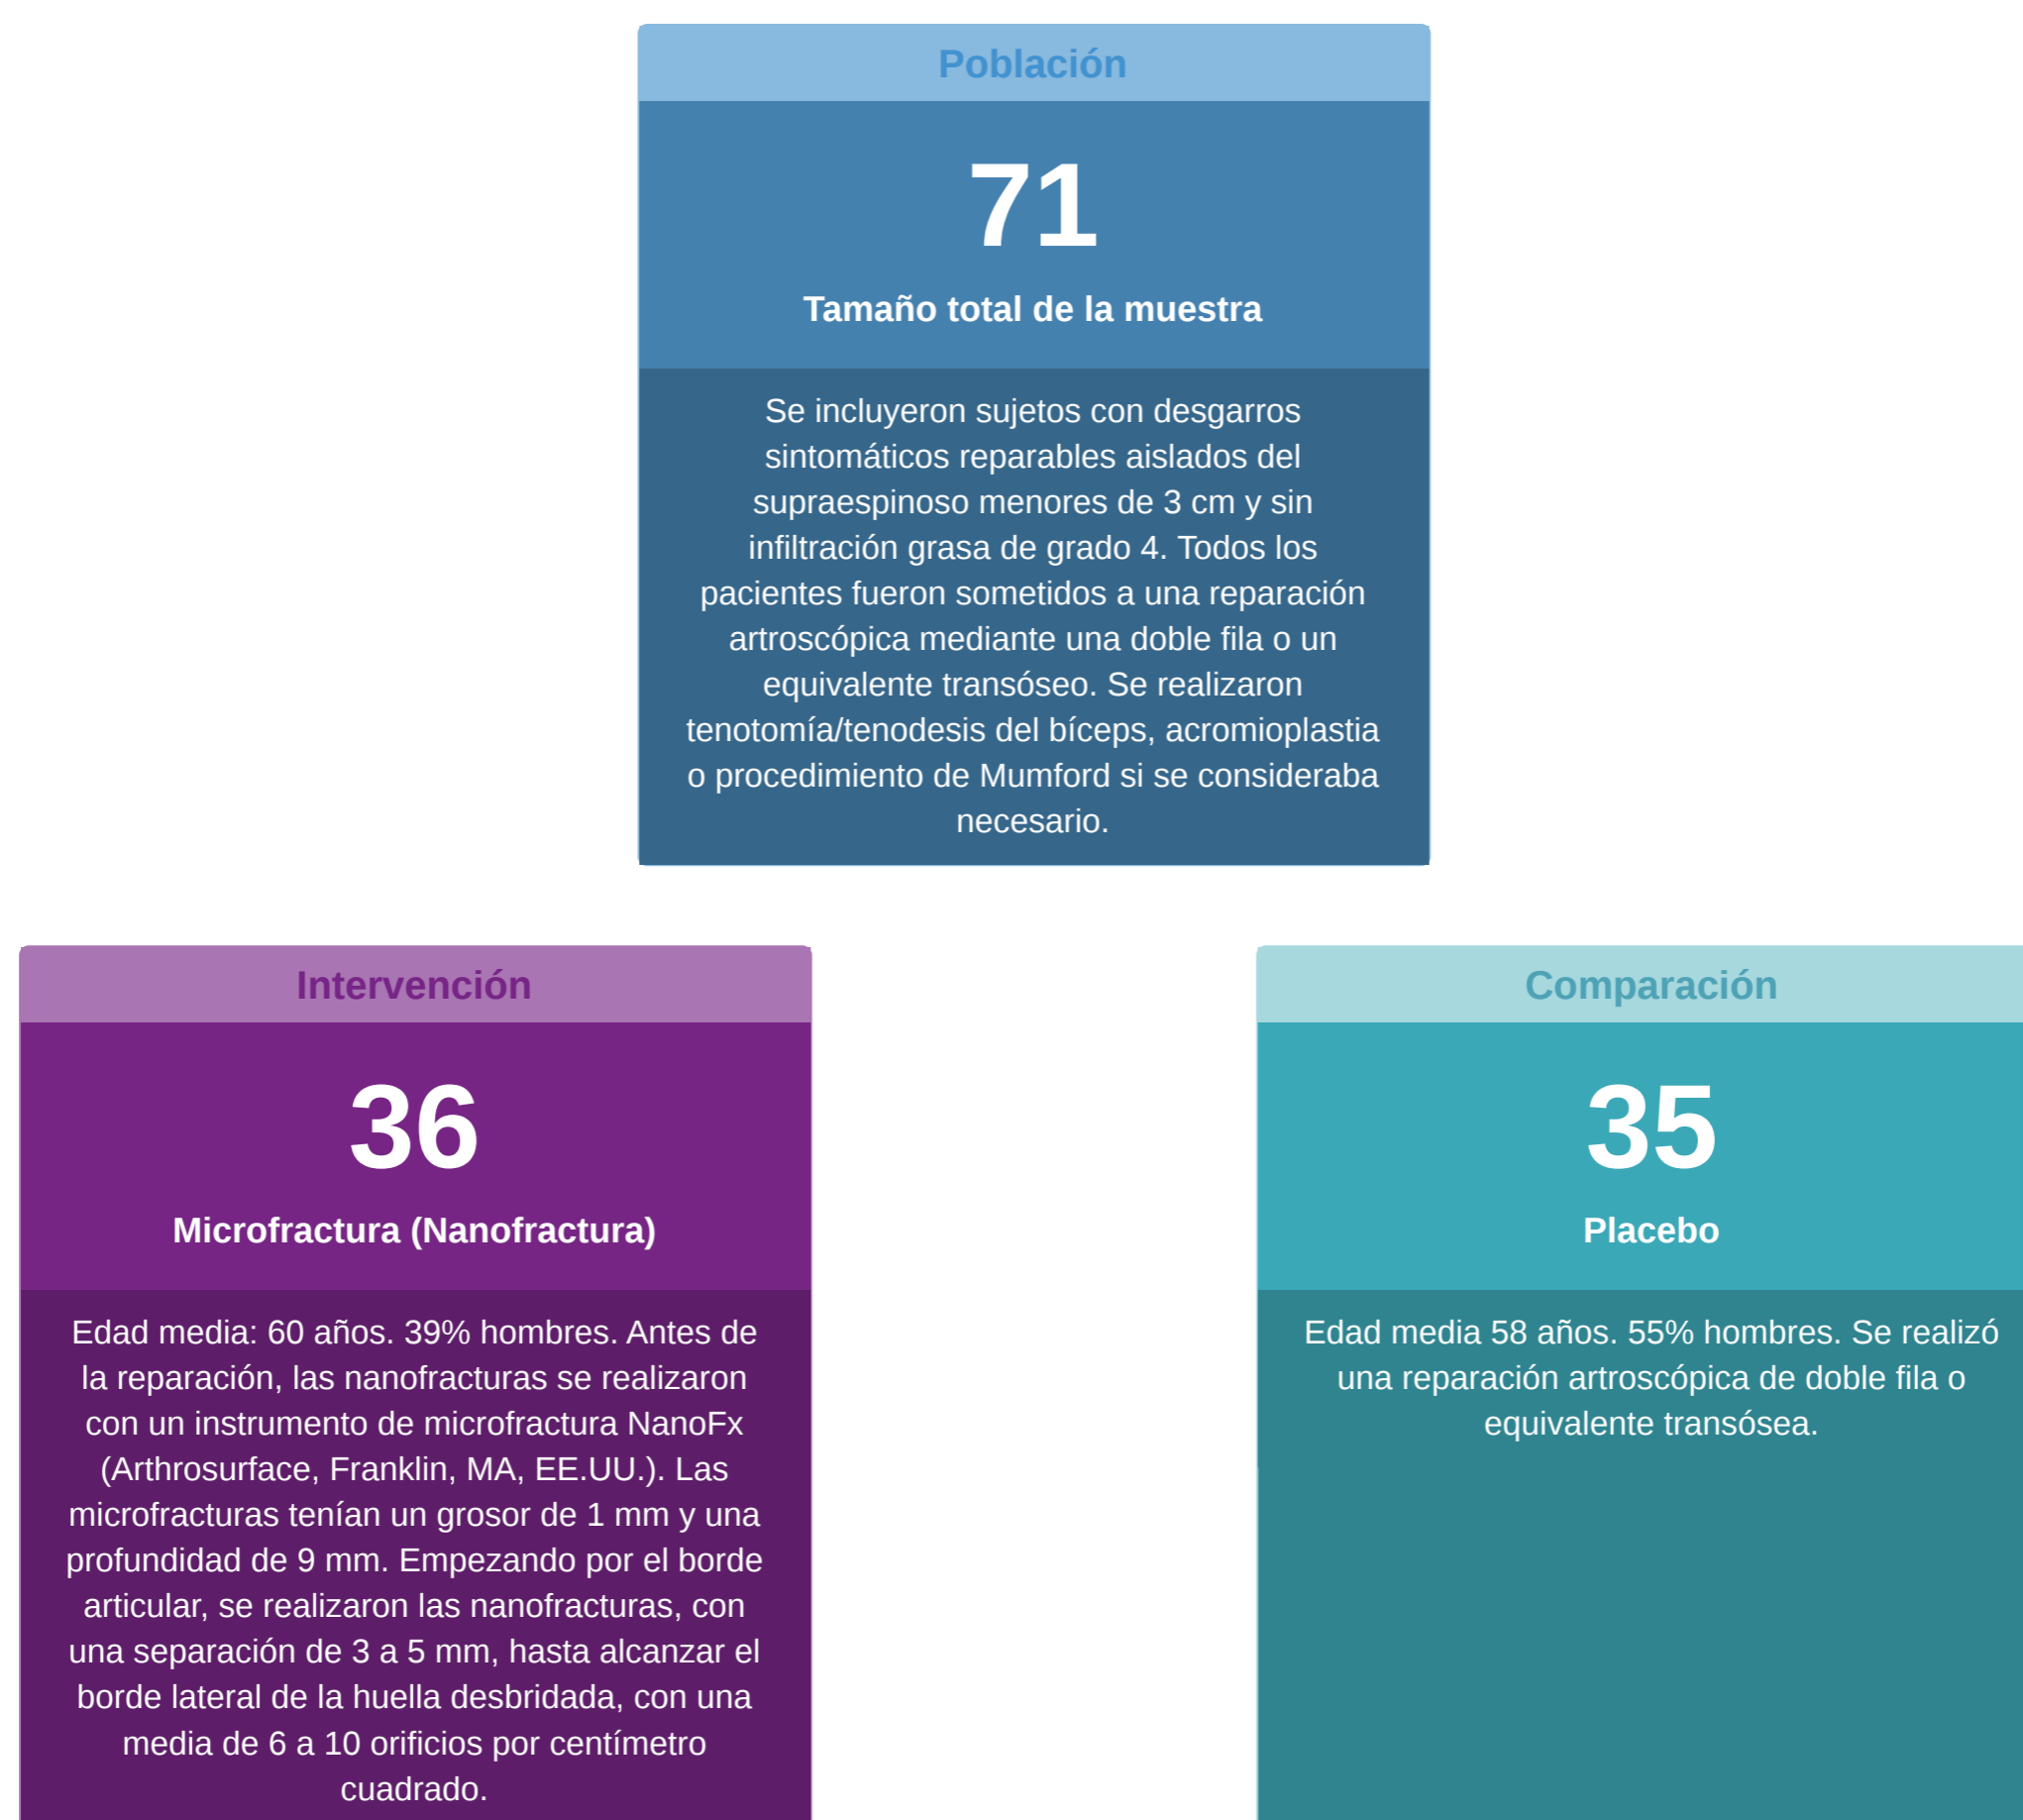 Población
71
Tamaño total de la muestra
Se incluyeron sujetos con desgarros
sintomáticos reparables aislados del
supraespinoso menores de 3 cm y sin
infiltración grasa de grado 4. Todos los
pacientes fueron sometidos a una reparación
artroscópica mediante una doble fila o un
equivalente transóseo. Se realizaron
tenotomía/tenodesis del bíceps, acromioplastia
o procedimiento de Mumford si se consideraba
necesario.
Intervención
36
Microfractura (Nanofractura)
Edad media: 60 años. 39% hombres. Antes de
la reparación, las nanofracturas se realizaron
con un instrumento de microfractura NanoFx
(Arthrosurface, Franklin, MA, EE.UU.). Las
microfracturas tenían un grosor de 1 mm y una
profundidad de 9 mm. Empezando por el borde
articular, se realizaron las nanofracturas, con
una separación de 3 a 5 mm, hasta alcanzar el
borde lateral de la huella desbridada, con una
media de 6 a 10 orificios por centímetro
cuadrado.
Comparación
35
Placebo
Edad media 58 años. 55% hombres. Se realizó
una reparación artroscópica de doble fila o
equivalente transósea.